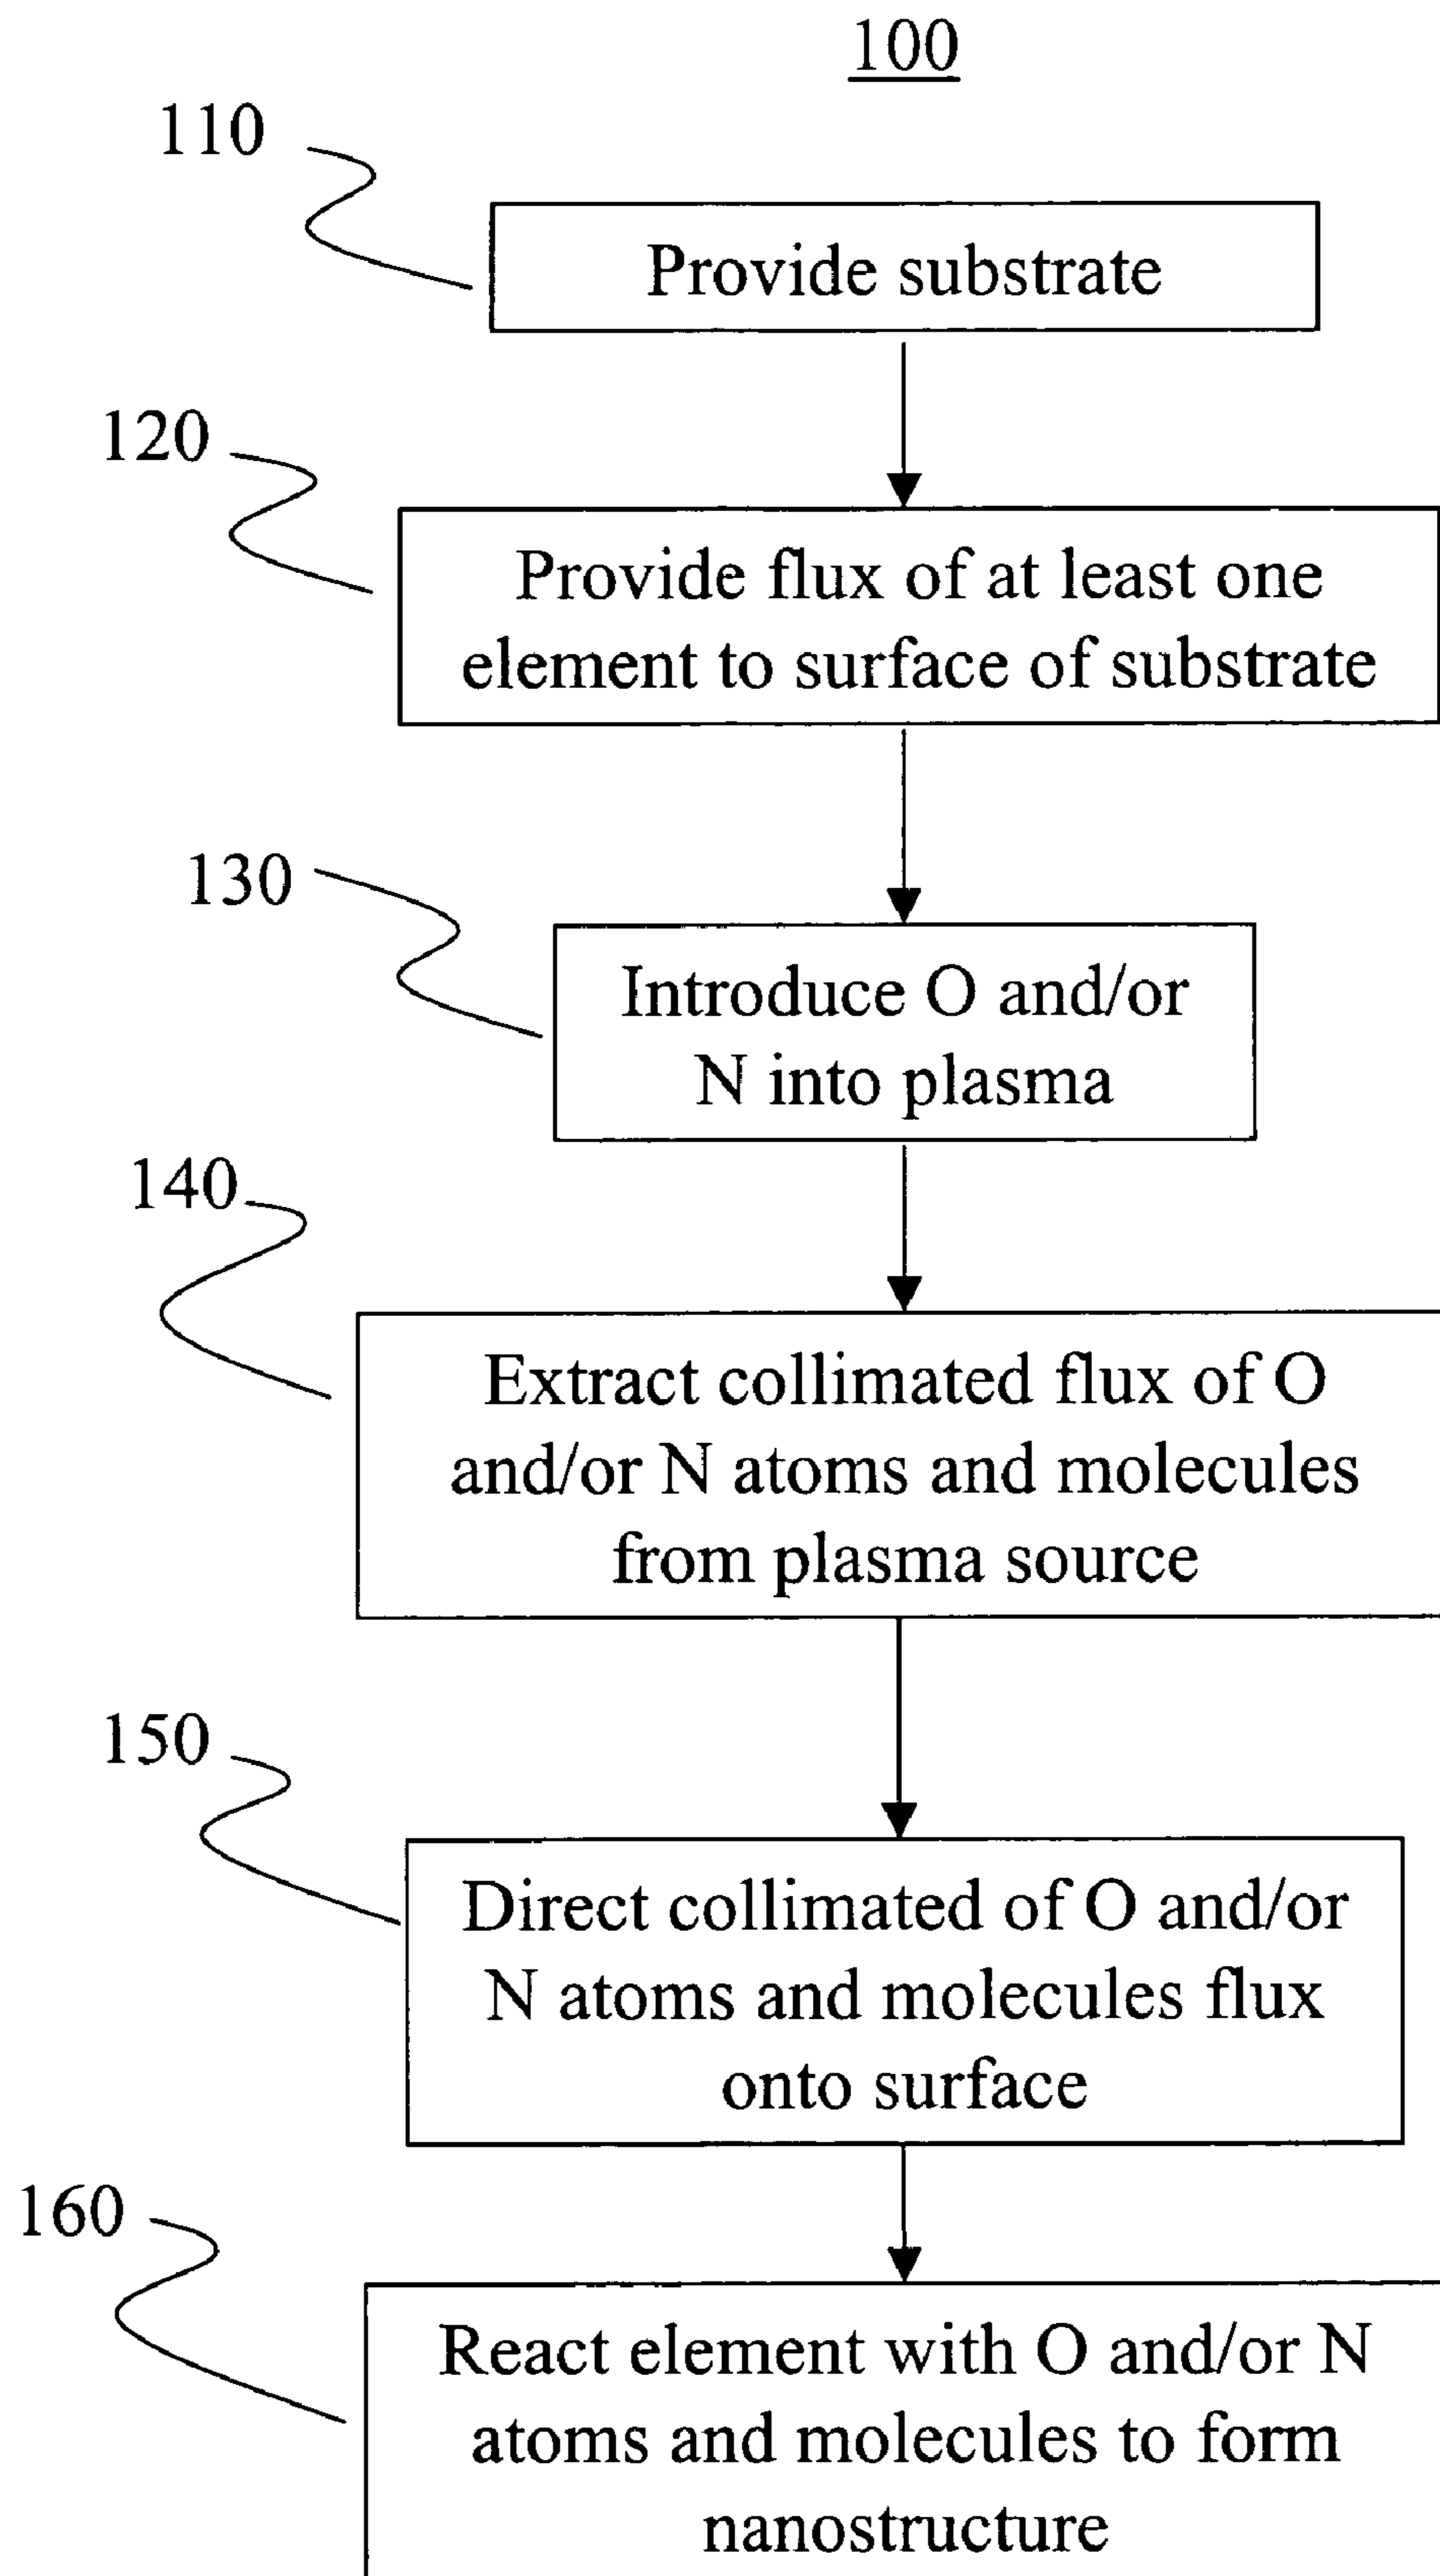 100
110
Provide substrate
120
Provide flux of at least one
element to surface of substrate
130
Introduce O and/or
N into plasma
140
Extract collimated flux of O
and/or N atoms and molecules
from plasma source
150
Direct collimated of O and/or
N atoms and molecules flux
onto surface
160
React element with O and/or N
atoms and molecules to form
nanostructure